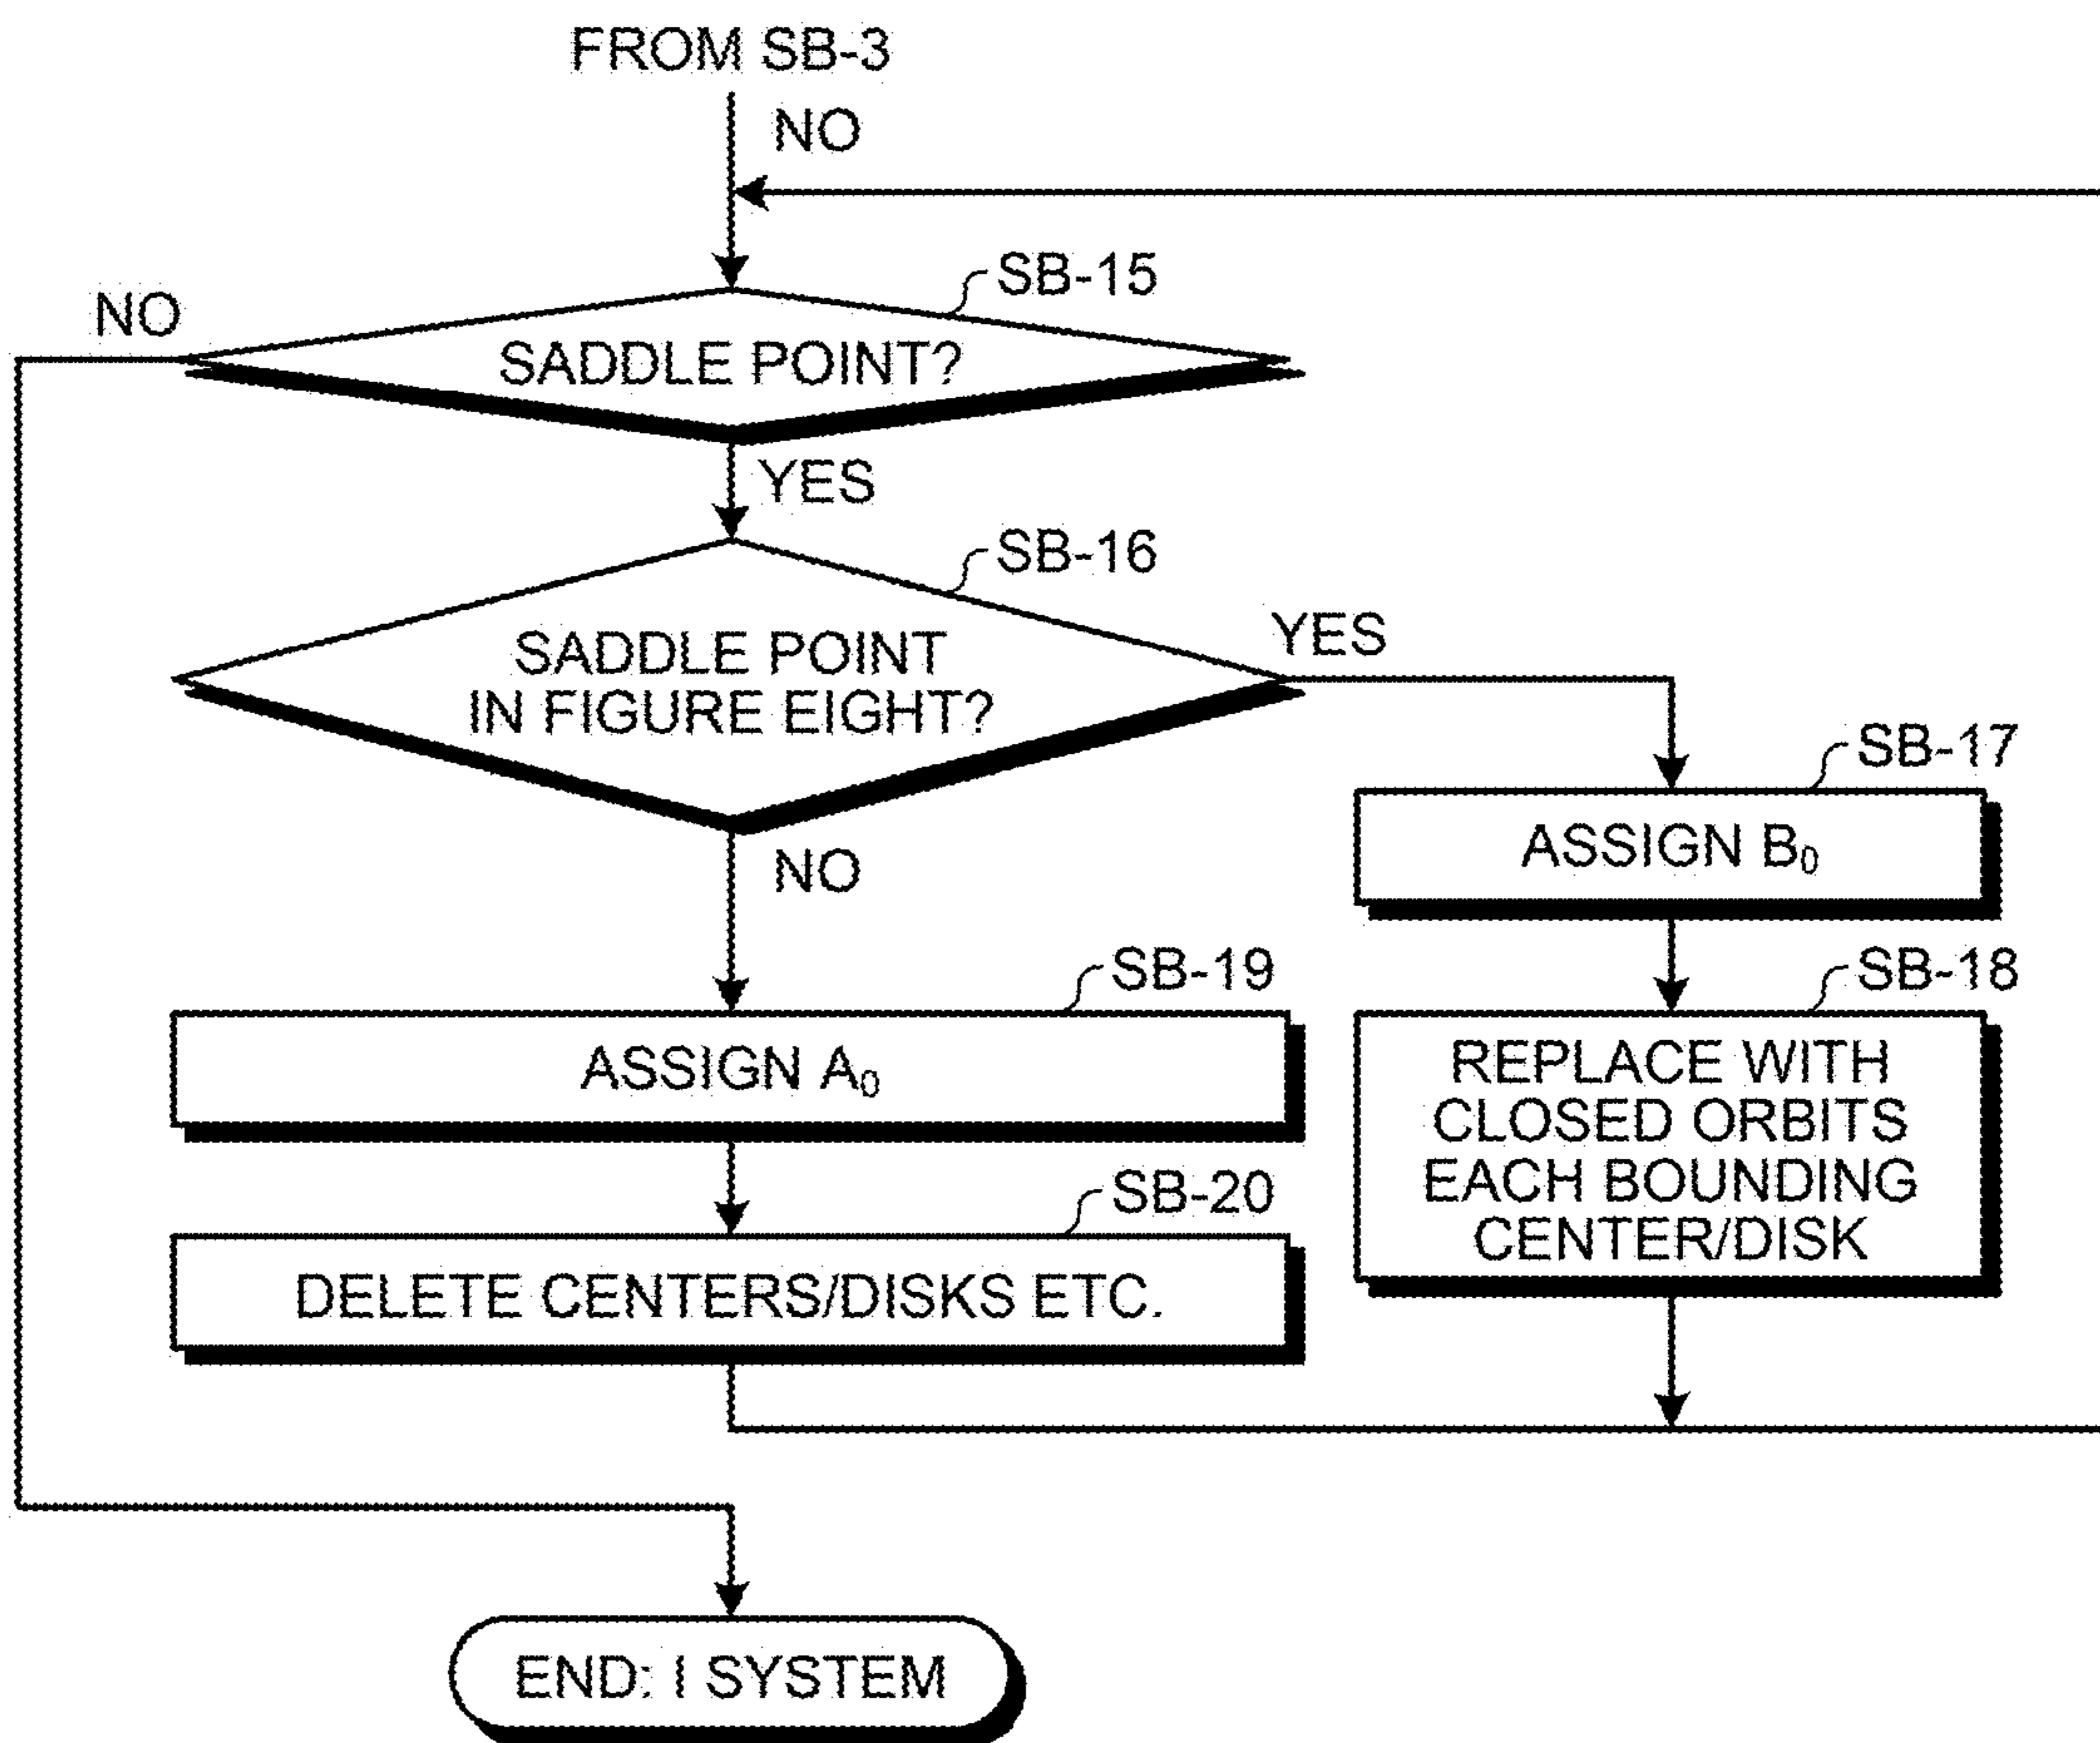 FROM SB-3
NO
SB-15
NO
SADDLE POINT?
YES
SB-16
SADDLE POINT
IN FIGURE EIGHT?
YES
SB-17
ASSIGN B₀
NO
SB-19
ASSIGN A₀
SB-18
REPLACE WITH
CLOSED ORBITS
EACH BOUNDING
CENTER/DISK
SB-20
DELETE CENTERS/DISKS ETC.
END: I SYSTEM